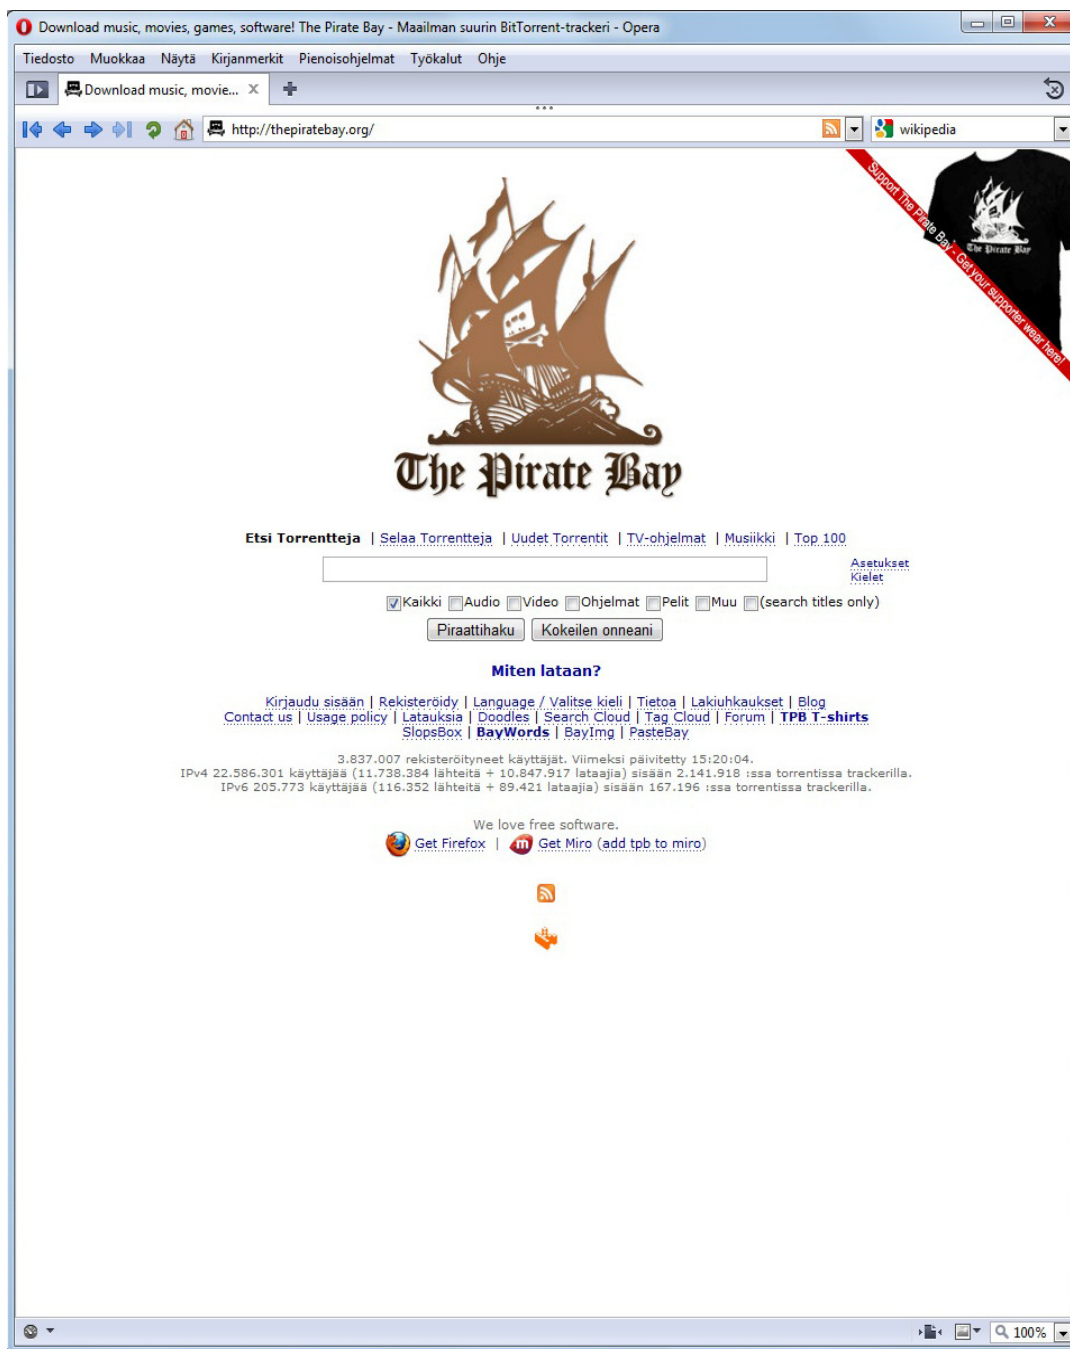 Download music, movies, games, software! The Pirate Bay - Maailman suurin BitTorrent-trackeri - Opera
Tiedosto Muokkaa Näytä Kirjanmerkit Pienoisohjelmat Työkalut Ohje
Download music, movie...
http://thepiratebay.org/ wikipedia
Support The Pirate Bay - Get your supporter wear here!
The Pirate Bay
The Pirate Bay
Etsi Torrentteja | Selaa Torrentteja | Uudet Torrentit | TV-ohjelmat | Musiikki | Top 100
Asetukset
Kielet
Kaikki Audio Video Ohjelmat Pelit Muu (search titles only)
Piraattihaku Kokeilen onneani
Miten lataan?
Kirjaudu sisään | Rekisteröidy | Language / Valitse kieli | Tietoa | Lakiuhkaukset | Blog
Contact us | Usage policy | Latauksia | Doodles | Search Cloud | Tag Cloud | Forum | TPB T-shirts
SlopsBox | BayWords | BayImg | PasteBay
3.837.007 rekisteröityneet käyttäjät. Viimeksi päivitetty 15:20:04.
IPv4 22.586.301 käyttäjää (11.738.384 lähteitä + 10.847.917 lataajia) sisään 2.141.918 :ssa torrentissa trackerilla.
IPv6 205.773 käyttäjää (116.352 lähteitä + 89.421 lataajia) sisään 167.196 :ssa torrentissa trackerilla.
We love free software.
Get Firefox | Get Miro (add tpb to miro)
100%